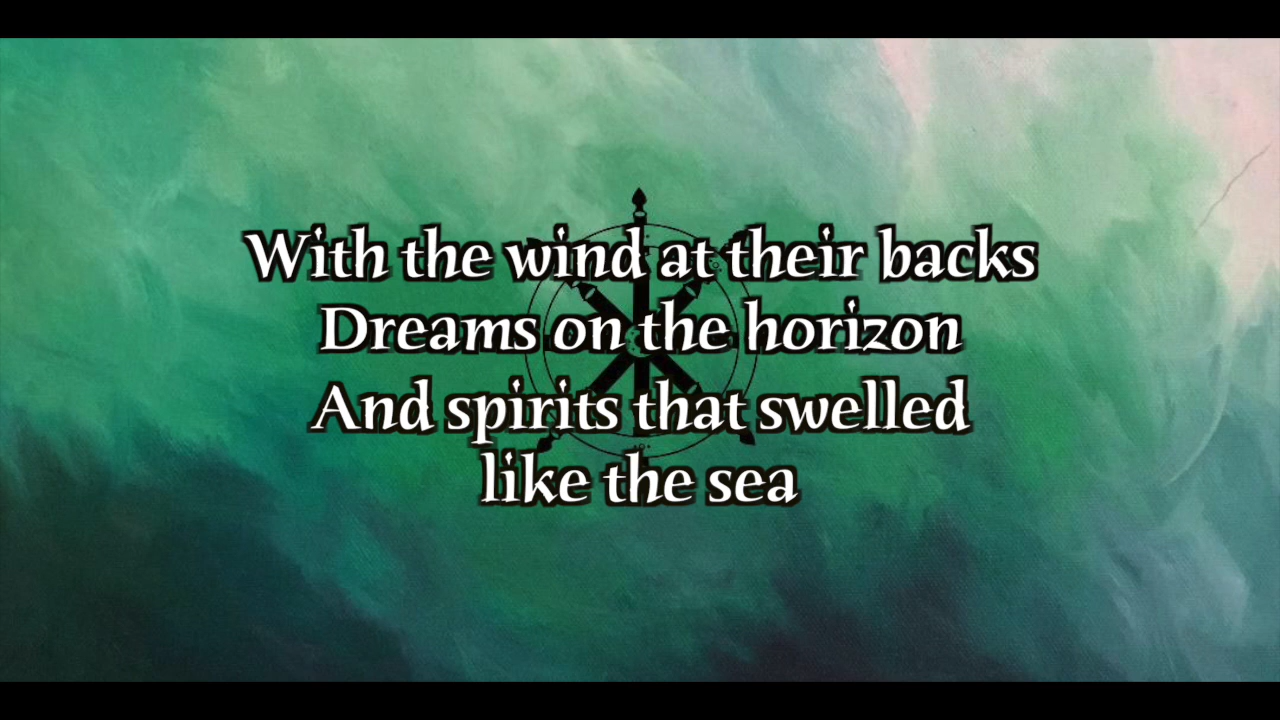 With the wind at their backs
Dreams on the horizon
And spirits that swelled
like the sea